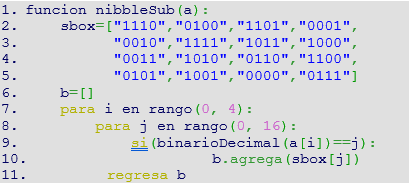 1. funcion nibbleSub(a):
2. sbox=["1110","0100","1101","0001",
3. "0010","1111","1011","1000",
4. "0011","1010","0110","1100",
5. "0101","1001","0000","0111"]
6. b=[]
7. para i en rango(0, 4):
8. para j en rango(0, 16):
9. si(binarioDecimal(a[i])==j):
10. b.agrega(sbox[j])
11. regresa b